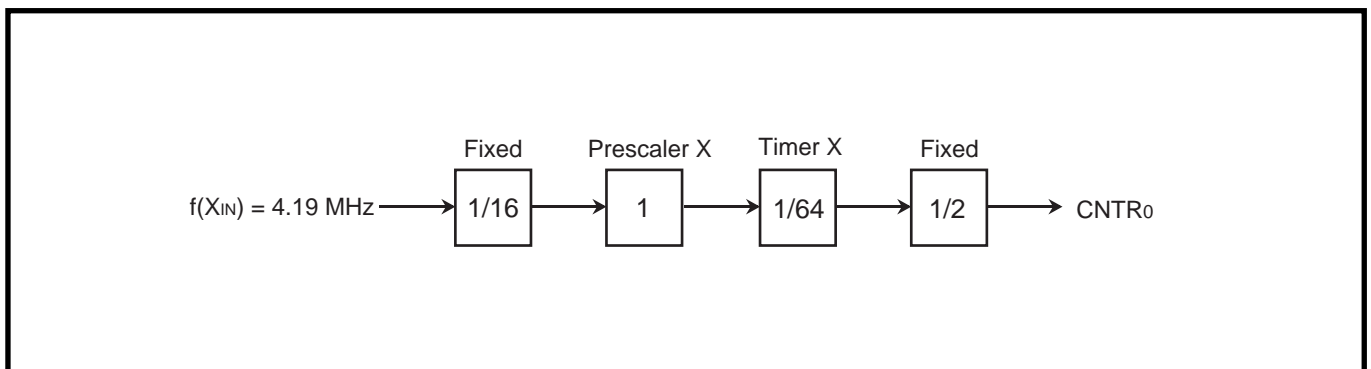 Fixed Prescaler X Timer X Fixed
f(XIN) = 4.19 MHz 1/16 1 1/64 1/2 CNTR0